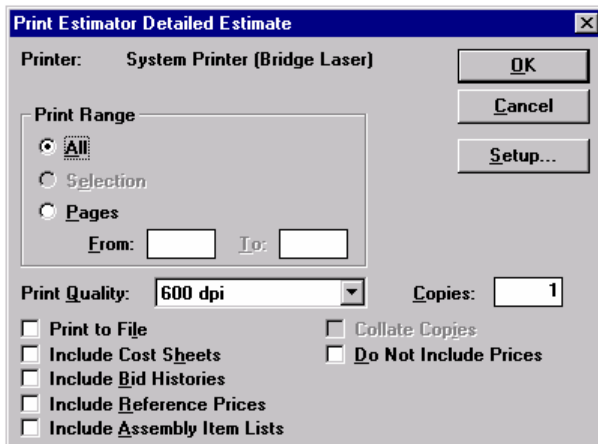 Print Estimator Detailed Estimate
Printer: System Printer (Bridge Laser)
OK
Cancel
Setup...
Print Range
All
Selection
Pages
From: To:
Print Quality: 600 dpi Copies: 1
Print to File Collate Copies
Include Cost Sheets Do Not Include Prices
Include Bid Histories
Include Reference Prices
Include Assembly Item Lists